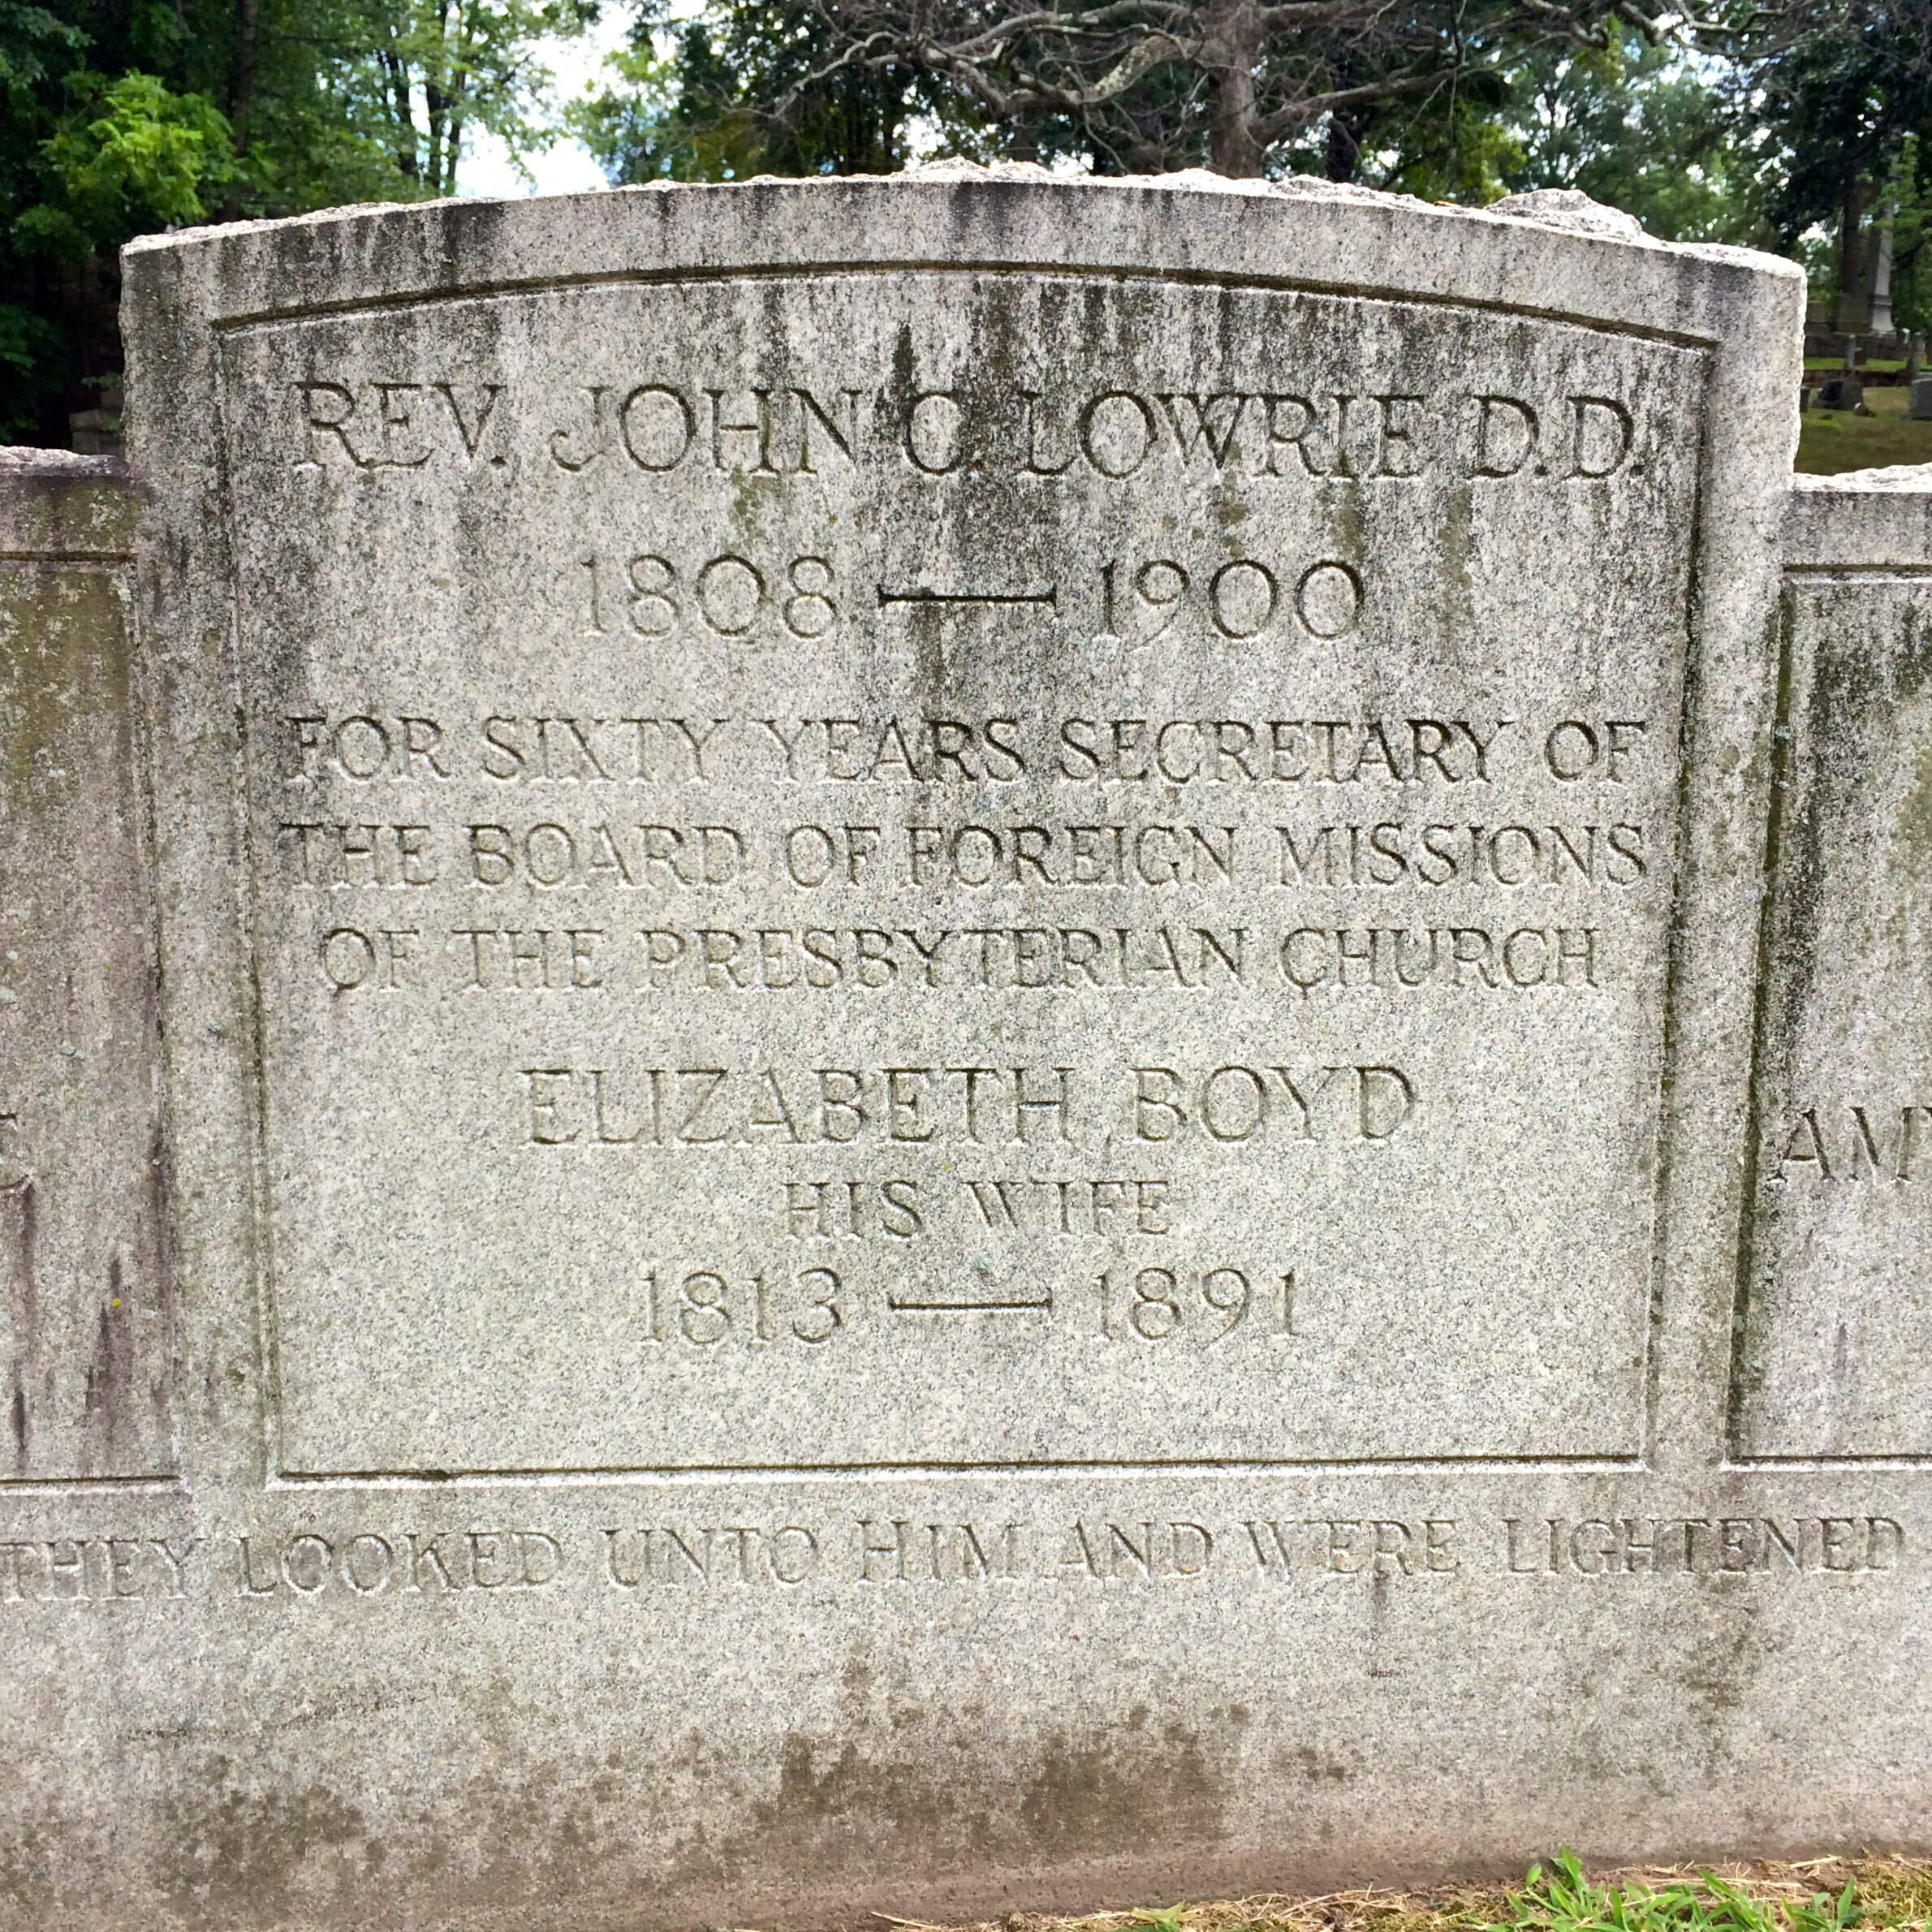 REV. JOHN C. LOWRIE D.D.
1808 — 1900
FOR SIXTY YEARS SECRETARY OF
THE BOARD OF FOREIGN MISSIONS
OF THE PRESBYTERIAN CHURCH
ELIZABETH BOYD
HIS WIFE
1813 — 1891
THEY LOOKED UNTO HIM AND WERE LIGHTENED